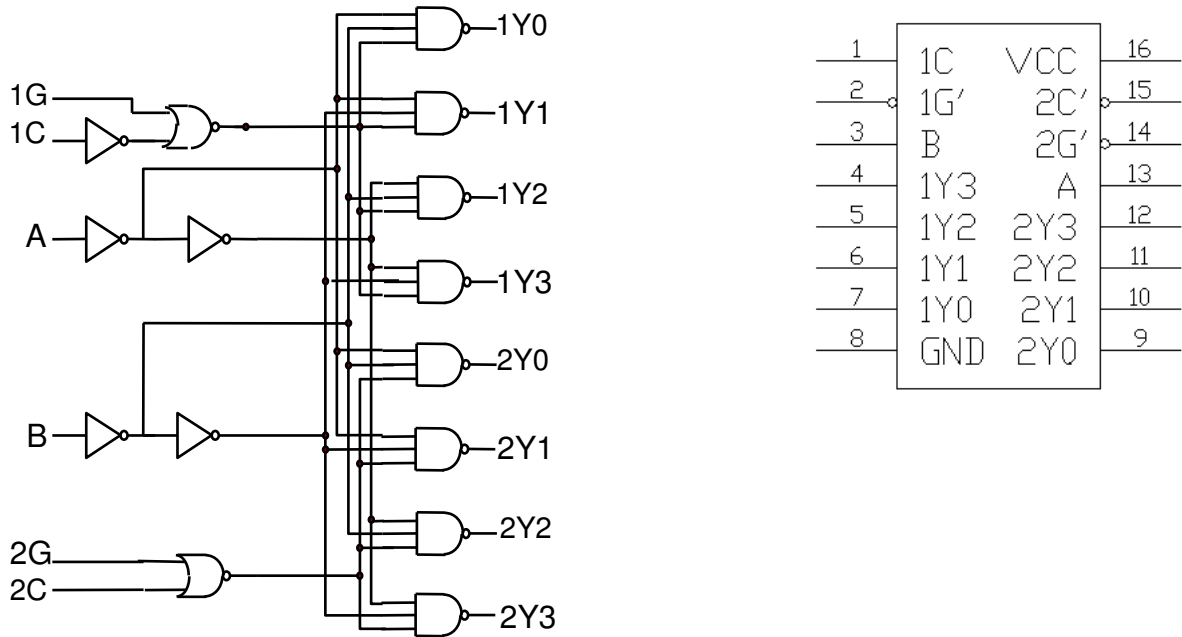 1Y0
1G
1Y1
1C
1Y2
A
1Y3
2Y0
B
2Y1
2Y2
2G
2C
2Y3
1 1C VCC 16
2 1G' 2C' 15
3 B 2G' 14
4 1Y3 A 13
5 1Y2 2Y3 12
6 1Y1 2Y2 11
7 1Y0 2Y1 10
8 GND 2Y0 9